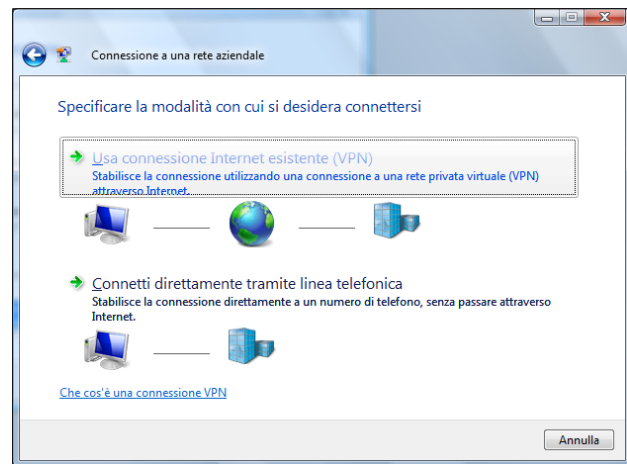 Connessione a una rete aziendale
Specificare la modalità con cui si desidera connettersi
Usa connessione Internet esistente (VPN)
Stabilisce la connessione utilizzando una connessione a una rete privata virtuale (VPN)
attraverso Internet.
Connetti direttamente tramite linea telefonica
Stabilisce la connessione direttamente a un numero di telefono, senza passare attraverso
Internet.
Che cos'è una connessione VPN
Annulla